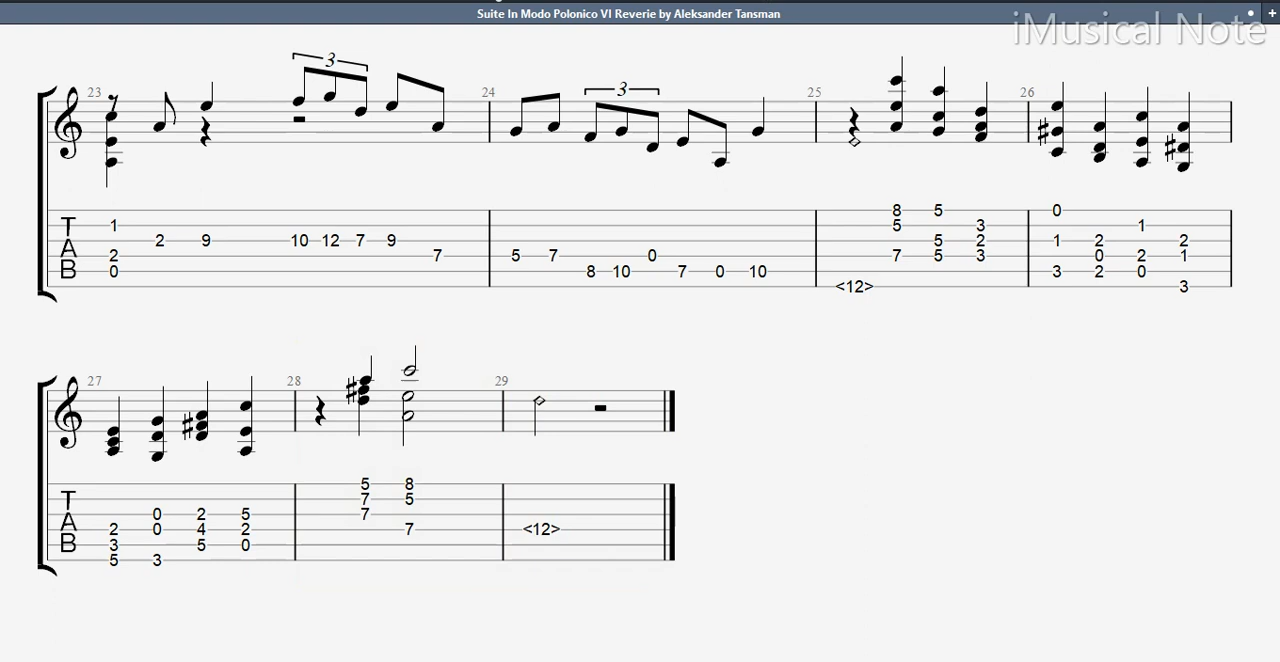 Suite In Modo Polonico VI Reverie by Aleksander Tansman
iMusical Note
3
23 24 3 25 26
8 5 0
T 1 5 3 1
2 9 10 12 7 9 5 2 1 2 2
A 2 7 5 7 0 7 5 3 0 2 1
B 0 8 10 7 0 10 3 2 0
<12> 3
27 28 29
5 8
T 7 5
0 2 5 7
A 2 0 4 2 7 <12>
B 3 5 0
5 3